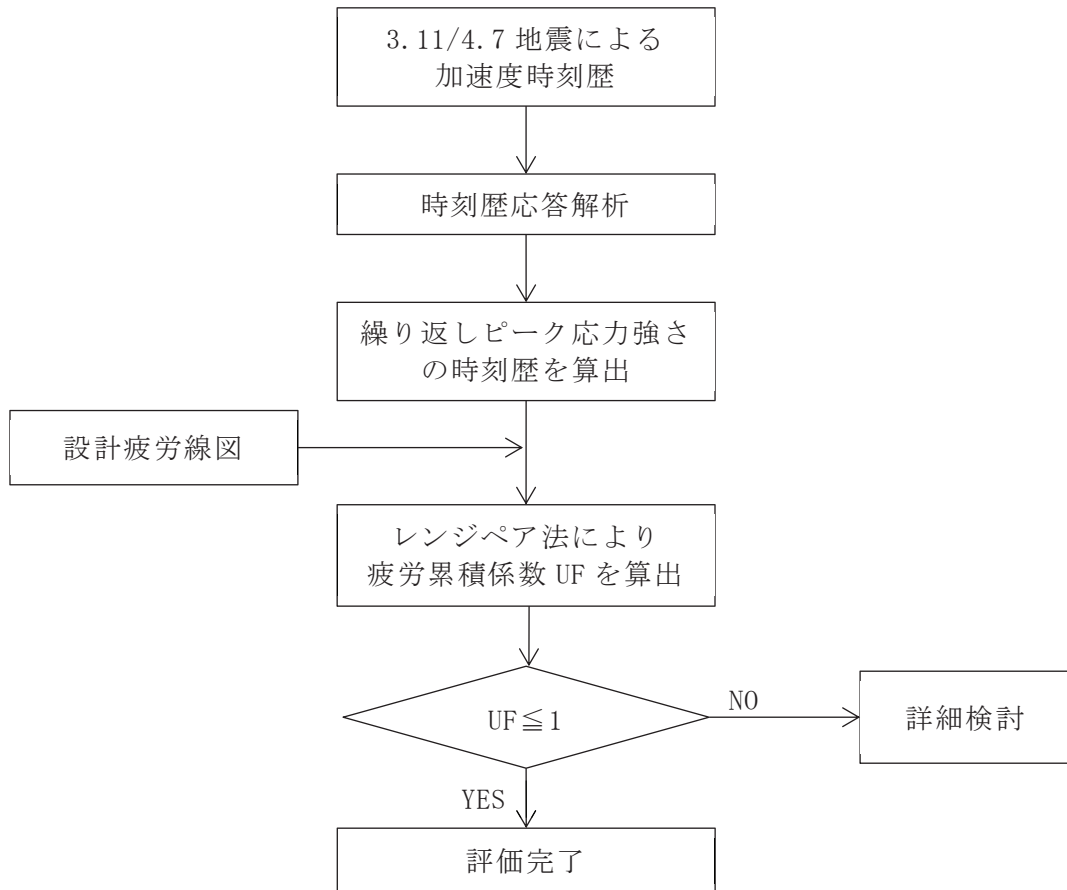 3.11/4.7 地震による
加速度時刻歴
時刻歴応答解析
繰り返しピーク応力強さ
の時刻歴を算出
設計疲労線図
レンジペア法により
疲労累積係数 UF を算出
UF≦1
NO
詳細検討
YES
評価完了